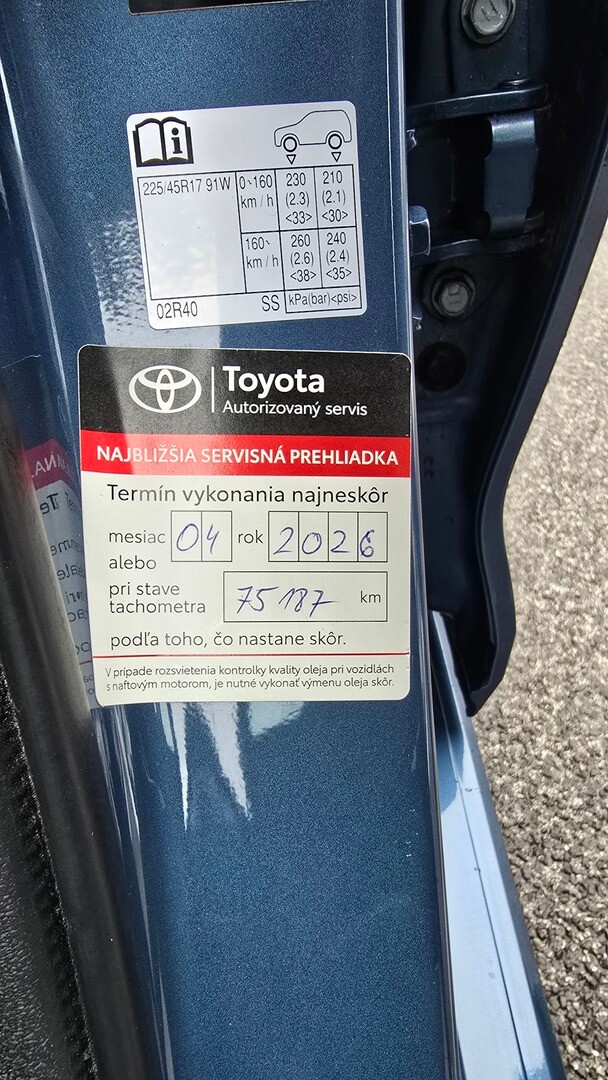 i
225/45R17 91W 0~160 km/h 230 (2.3) <33> 210 (2.1) <30>
160~ km/h 260 (2.6) <38> 240 (2.4) <35>
02R40 SS kPa(bar)<psi>
Toyota
Autorizovaný servis
NAJBLIŽŠIA SERVISNÁ PREHLIADKA
Termín vykonania najneskôr
mesiac 04 rok 2026
alebo
pri stave
tachometra 75187 km
podľa toho, čo nastane skôr.
V prípade rozsvietenia kontrolky kvality oleja pri vozidlách
s naftovým motorom, je nutné vykonať výmenu oleja skôr.